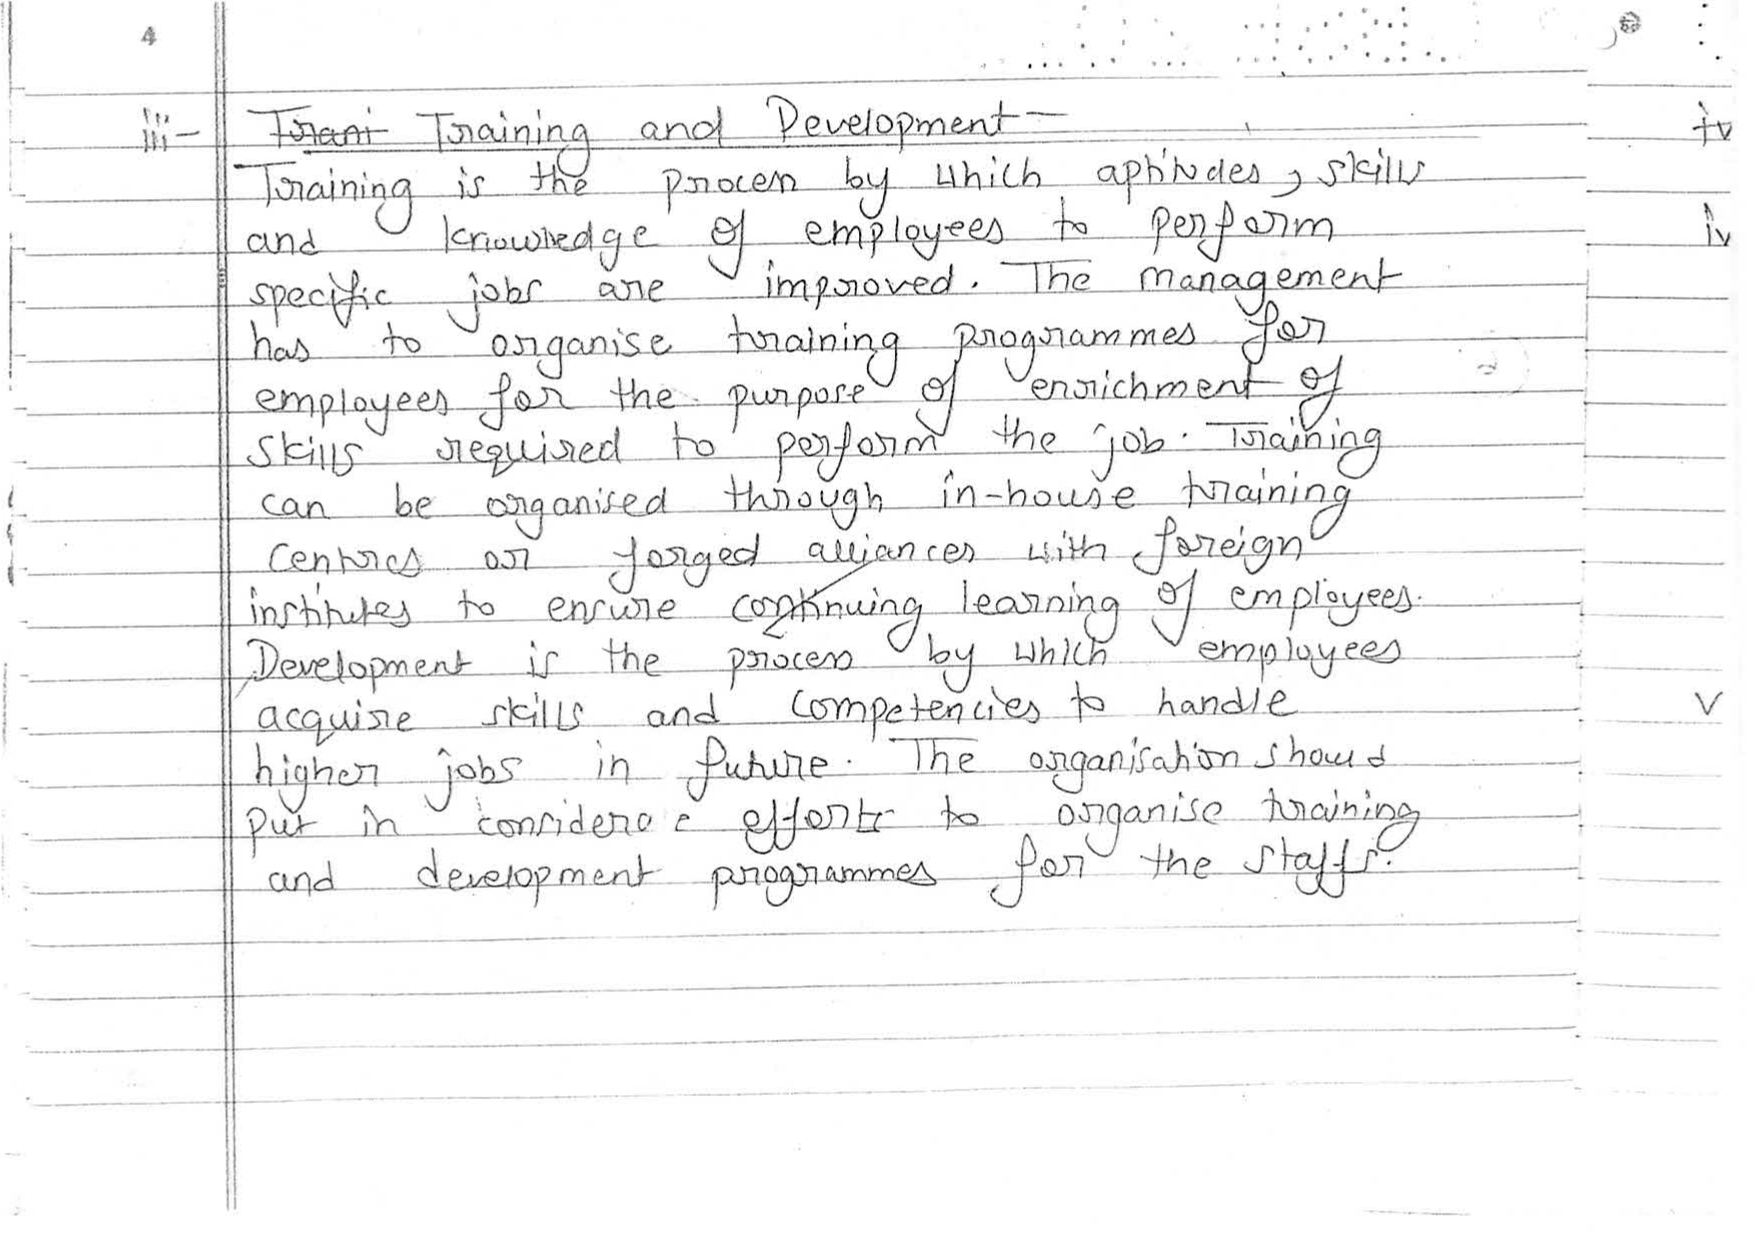 4
iii- Trani Training and Development-
Training is the process by which aptitudes, skills
and knowledge of employees to perform
specific jobs are improved. The management
has to organise training programmes for
employees for the purpose of enrichment of
skills required to perform the job. Training
can be organised through in-house training
centres or forged alliances with foreign
institutes to ensure continuing learning of employees.
Development is the process by which employees
acquire skills and competencies to handle
higher jobs in future. The organisation should
put in efforts to organise training
and development programmes for the staffs.
iv
iv
v